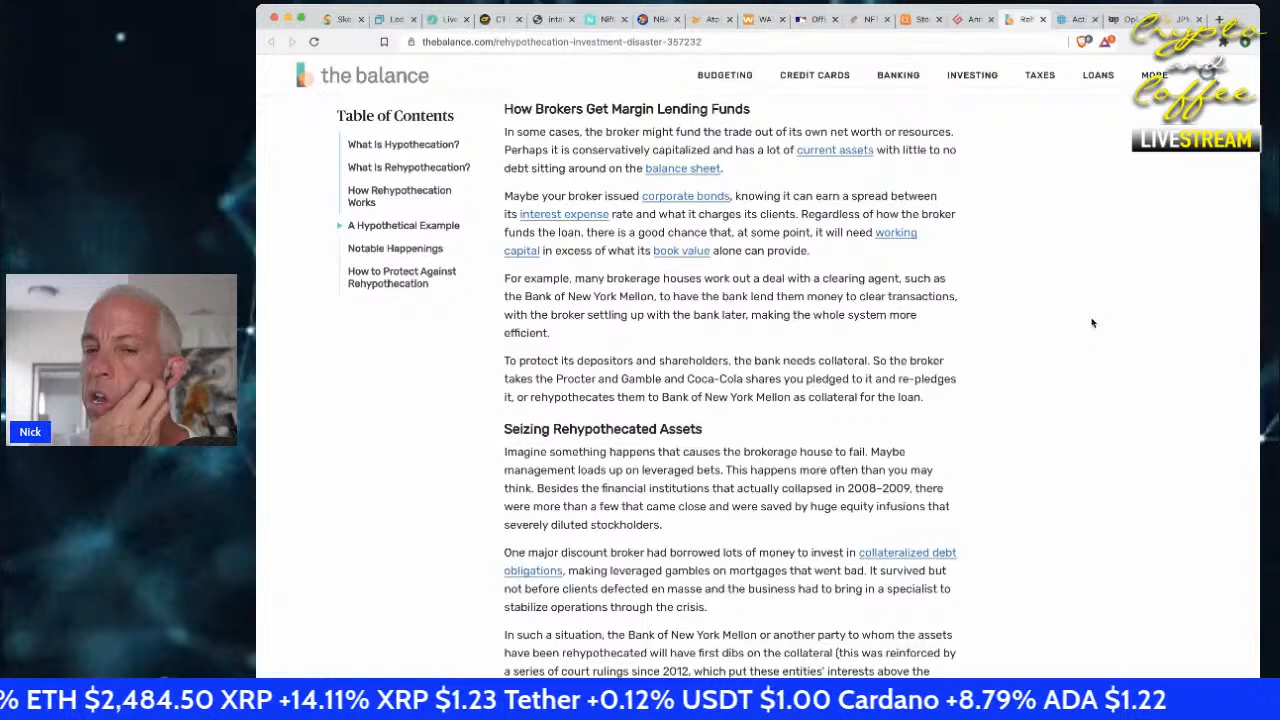 Ske
Live
CT
inte
Nift
NBA
Ato
WA
Offi
NFT
Sto
Ann
Reh
Act
Opi
JPM
thebalance.com/rehypothecation-investment-disaster-357232
Crypto
and
Coffee
LIVESTREAM
the balance
BUDGETING CREDIT CARDS BANKING INVESTING TAXES LOANS MORE
Table of Contents
What Is Hypothecation?
What Is Rehypothecation?
How Rehypothecation
Works
A Hypothetical Example
Notable Happenings
How to Protect Against
Rehypothecation
How Brokers Get Margin Lending Funds
In some cases, the broker might fund the trade out of its own net worth or resources.
Perhaps it is conservatively capitalized and has a lot of current assets with little to no
debt sitting around on the balance sheet.
Maybe your broker issued corporate bonds, knowing it can earn a spread between
its interest expense rate and what it charges its clients. Regardless of how the broker
funds the loan, there is a good chance that, at some point, it will need working
capital in excess of what its book value alone can provide.
For example, many brokerage houses work out a deal with a clearing agent, such as
the Bank of New York Mellon, to have the bank lend them money to clear transactions,
with the broker settling up with the bank later, making the whole system more
efficient.
To protect its depositors and shareholders, the bank needs collateral. So the broker
takes the Procter and Gamble and Coca-Cola shares you pledged to it and re-pledges
it, or rehypothecates them to Bank of New York Mellon as collateral for the loan.
Seizing Rehypothecated Assets
Imagine something happens that causes the brokerage house to fail. Maybe
management loads up on leveraged bets. This happens more often than you may
think. Besides the financial institutions that actually collapsed in 2008–2009, there
were more than a few that came close and were saved by huge equity infusions that
severely diluted stockholders.
One major discount broker had borrowed lots of money to invest in collateralized debt
obligations, making leveraged gambles on mortgages that went bad. It survived but
not before clients defected en masse and the business had to bring in a specialist to
stabilize operations through the crisis.
In such a situation, the Bank of New York Mellon or another party to whom the assets
have been rehypothecated will have first dibs on the collateral (this was reinforced by
a series of court rulings since 2012, which put these entities' interests above the
Nick
% ETH $2,484.50 XRP +14.11% XRP $1.23 Tether +0.12% USDT $1.00 Cardano +8.79% ADA $1.22